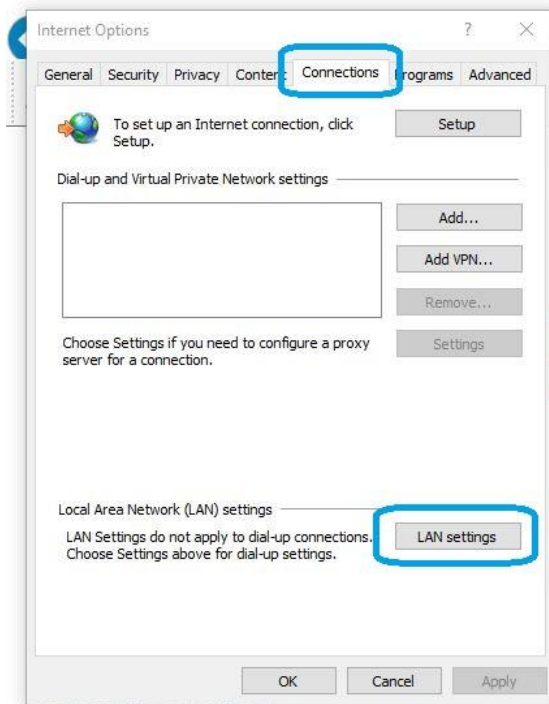 Internet Options ?
General Security Privacy Content Connections Programs Advanced
To set up an Internet connection, click
Setup.
Setup
Dial-up and Virtual Private Network settings
Add...
Add VPN...
Remove...
Choose Settings if you need to configure a proxy
server for a connection.
Settings
Local Area Network (LAN) settings
LAN Settings do not apply to dial-up connections.
Choose Settings above for dial-up settings.
LAN settings
OK Cancel Apply